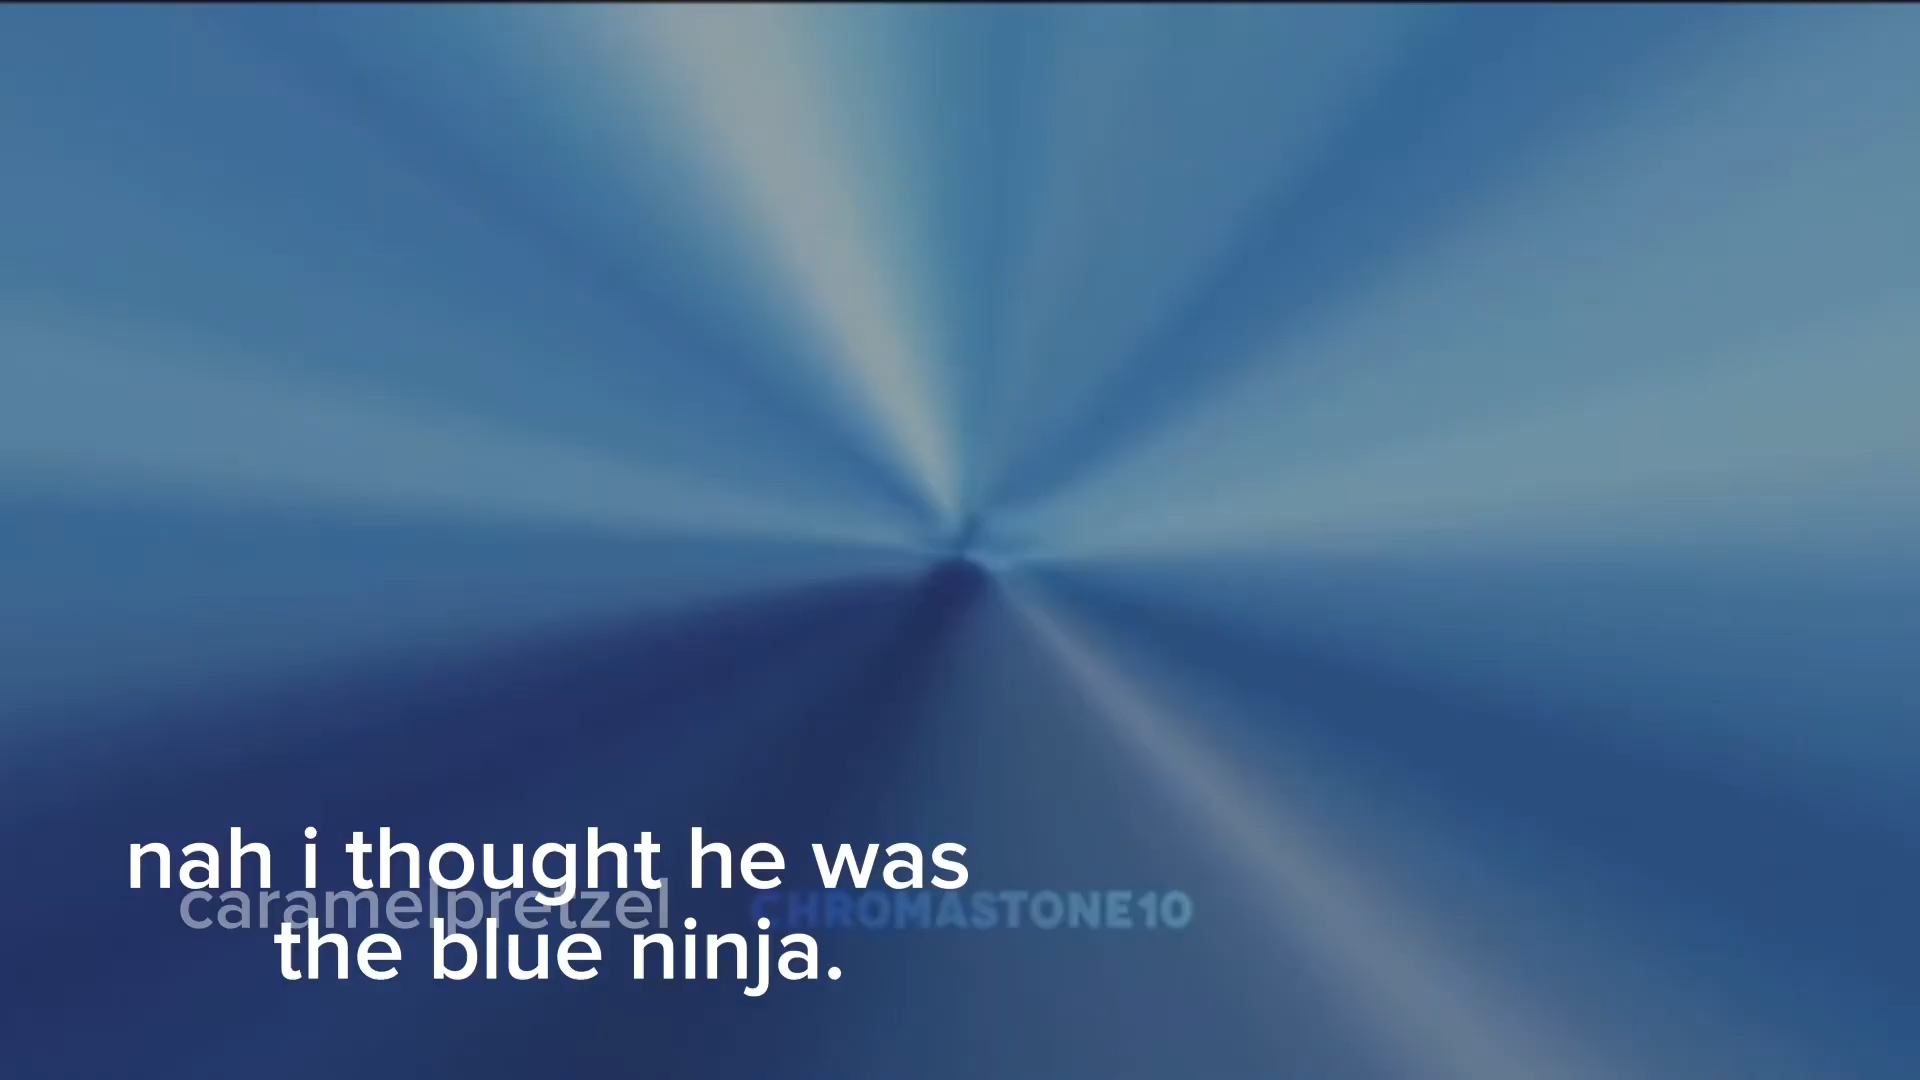 nah i thought he was
caramelpretzel
CHROMASTONE10
the blue ninja.